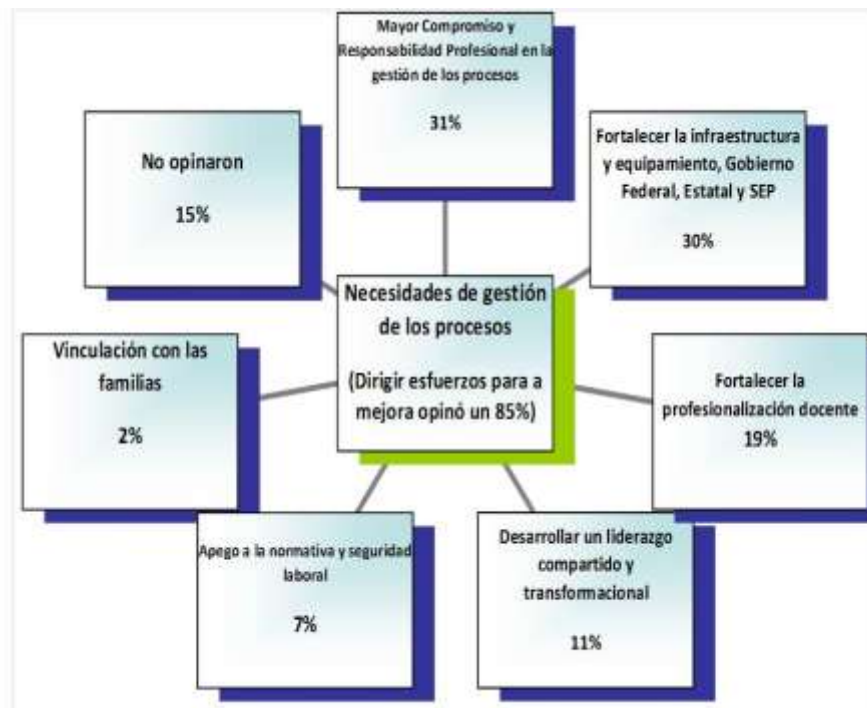 Mayor Compromiso y
Responsabilidad Profesional en la
gestión de los procesos
31%
Fortalecer la infraestructura
y equipamiento, Gobierno
Federal, Estatal y SEP
30%
No opinaron
15%
Necesidades de gestión
de los procesos
(Dirigir esfuerzos para a
mejora opinó un 85%)
Vinculación con las
familias
2%
Fortalecer la
profesionalización docente
19%
Apego a la normativa y seguridad
laboral
7%
Desarrollar un liderazgo
compartido y
transformacional
11%